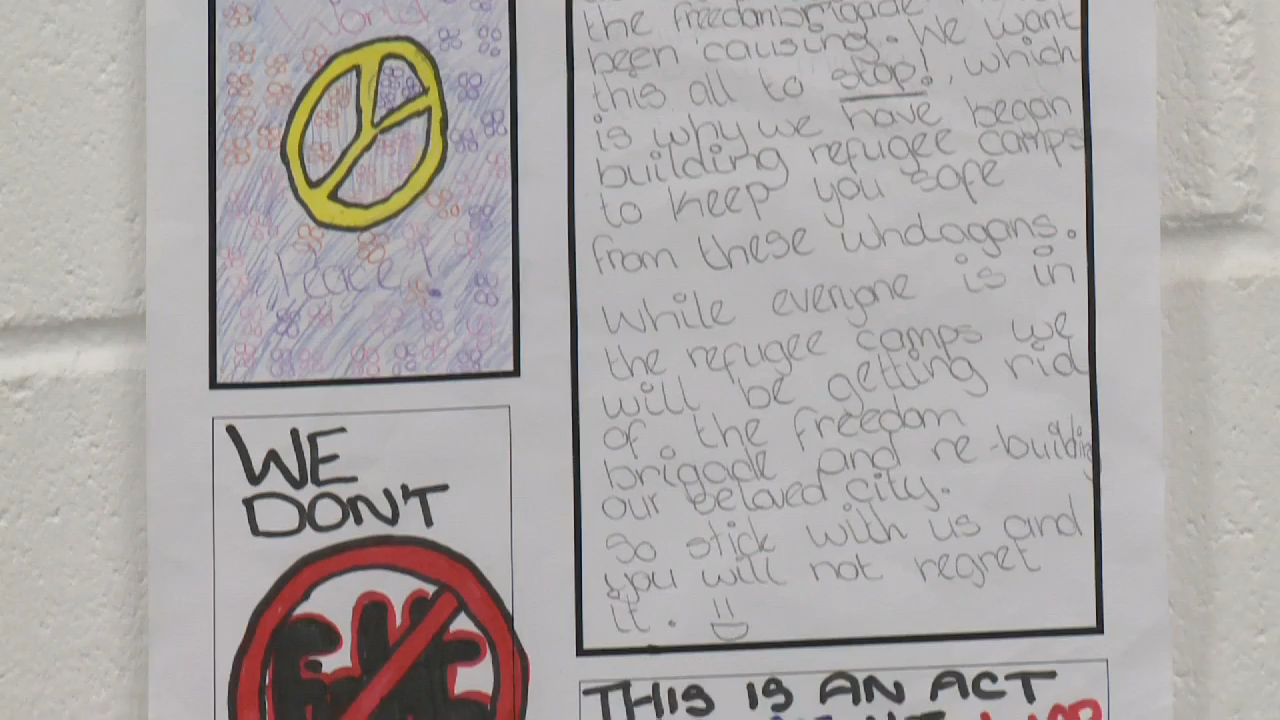 World
Peace!
WE
DON'T
the freedombrigade
been causing. We want
this all to stop!, which
is why we have began
building refugee camps
to keep you safe
from these whdagans.
While everyone is in
the refugee camps we
will be getting rid
of the freedom
brigade and re-building
our beloved city.
So stick with us and
you will not regret
it.
THIS IS AN ACT